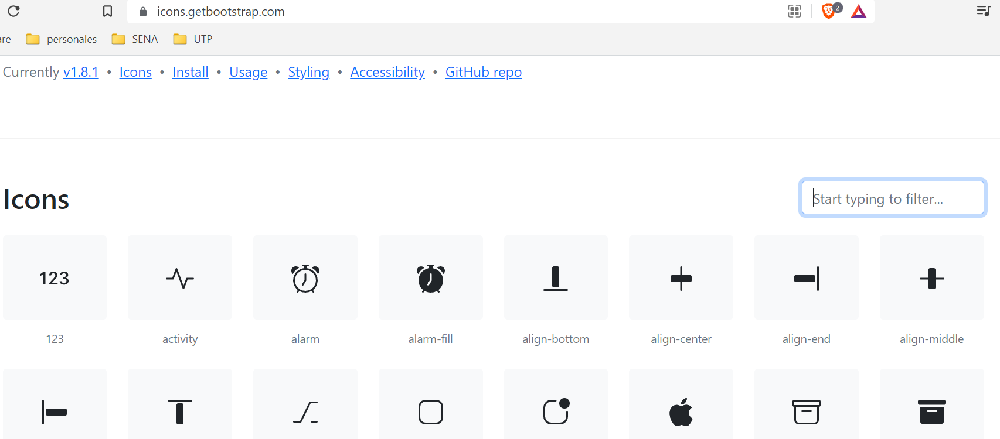 icons.getbootstrap.com
2
are personales SENA UTP
Currently v1.8.1 • Icons • Install • Usage • Styling • Accessibility • GitHub repo
Icons
Start typing to filter...
123
123 activity alarm alarm-fill align-bottom align-center align-end align-middle